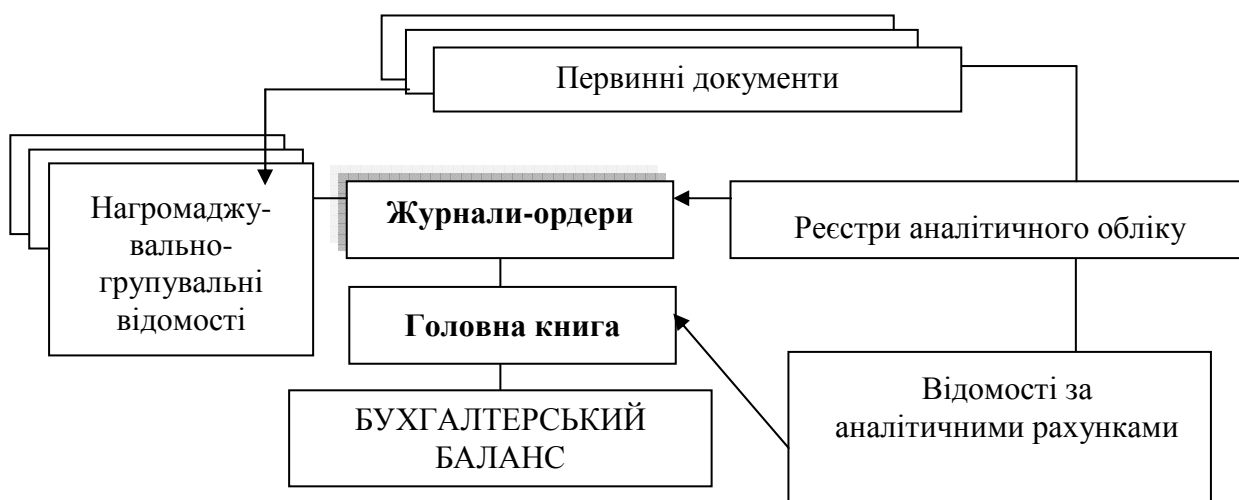 Первинні документи
Нагромаджу-
вально-
групувальні
відомості
Журнали-ордери
Реєстри аналітичного обліку
Головна книга
Відомості за
аналітичними рахунками
БУХГАЛТЕРСЬКИЙ
БАЛАНС